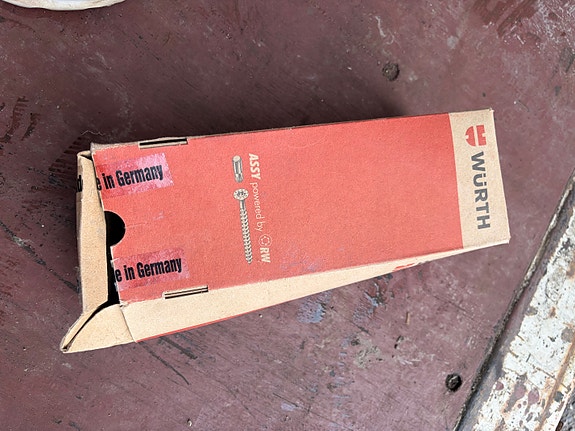 WÜRTH
ASSY powered by RW
e in Germany
e in Germany